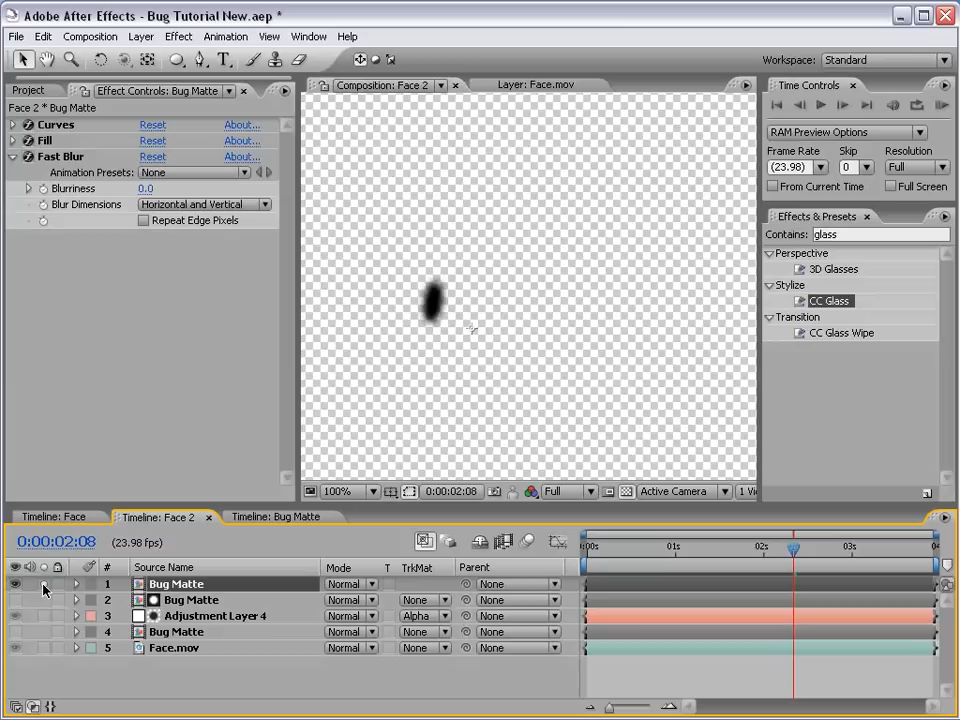 Adobe After Effects - Bug Tutorial New.aep *
File Edit Composition Layer Effect Animation View Window Help
Workspace: Standard
Project Effect Controls: Bug Matte
Composition: Face 2 Layer: Face.mov
Time Controls
Face 2 * Bug Matte
Curves Reset About...
Fill Reset About...
Fast Blur Reset About...
Animation Presets: None
Blurriness 0.0
Blur Dimensions Horizontal and Vertical
Repeat Edge Pixels
RAM Preview Options
Frame Rate Skip Resolution
(23.98) 0 Full
From Current Time Full Screen
Effects & Presets
Contains: glass
Perspective
3D Glasses
Stylize
CC Glass
Transition
CC Glass Wipe
100% 0:00:02:08 Full Active Camera 1 Vi
Timeline: Face Timeline: Face 2 Timeline: Bug Matte
0:00:02:08 (23.98 fps)
:00s 01s 02s 03s 04
# Source Name Mode T TrkMat Parent
1 Bug Matte Normal None
2 Bug Matte Normal None None
3 Adjustment Layer 4 Normal Alpha None
4 Bug Matte Normal None None
5 Face.mov Normal None None